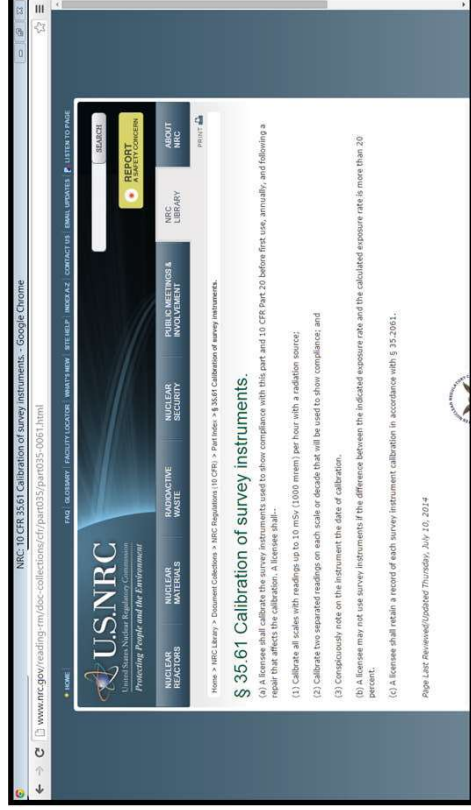 NRC: 10 CFR 35.61 Calibration of survey instruments. - Google Chrome
www.nrc.gov/reading-rm/doc-collections/cfr/part035/part035-0061.html
HOME
FAQ | GLOSSARY | FACILITY LOCATOR | WHAT'S NEW | SITE HELP | INDEX A-Z | CONTACT US | EMAIL UPDATES | LISTEN TO PAGE
U.S.NRC
United States Nuclear Regulatory Commission
Protecting People and the Environment
SEARCH
REPORT
A SAFETY CONCERN
NUCLEAR
REACTORS
NUCLEAR
MATERIALS
RADIOACTIVE
WASTE
NUCLEAR
SECURITY
PUBLIC MEETINGS &
INVOLVEMENT
NRC
LIBRARY
ABOUT
NRC
PRINT
Home > NRC Library > Document Collections > NRC Regulations (10 CFR) > Part Index > § 35.61 Calibration of survey instruments.
§ 35.61 Calibration of survey instruments.
(a) A licensee shall calibrate the survey instruments used to show compliance with this part and 10 CFR Part 20 before first use, annually, and following a
repair that affects the calibration. A licensee shall--
(1) Calibrate all scales with readings up to 10 mSv (1000 mrem) per hour with a radiation source;
(2) Calibrate two separated readings on each scale or decade that will be used to show compliance; and
(3) Conspicuously note on the instrument the date of calibration.
(b) A licensee may not use survey instruments if the difference between the indicated exposure rate and the calculated exposure rate is more than 20
percent.
(c) A licensee shall retain a record of each survey instrument calibration in accordance with § 35.2061.
Page Last Reviewed/Updated Thursday, July 10, 2014